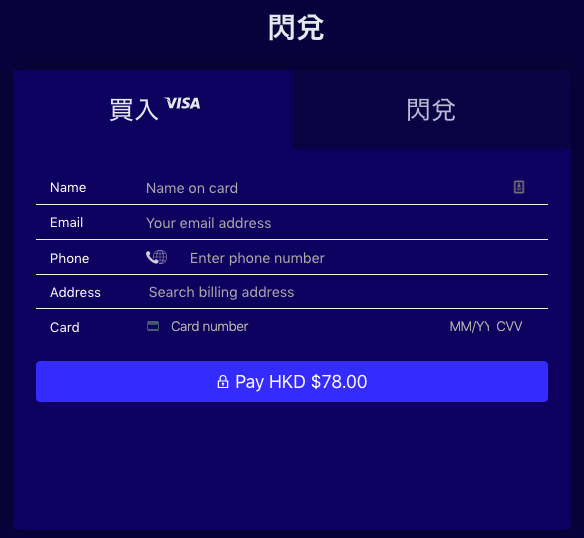 閃兌
買入 VISA
閃兌
Name Name on card
Email Your email address
Phone Enter phone number
Address Search billing address
Card Card number MM/YY CVV
Pay HKD $78.00